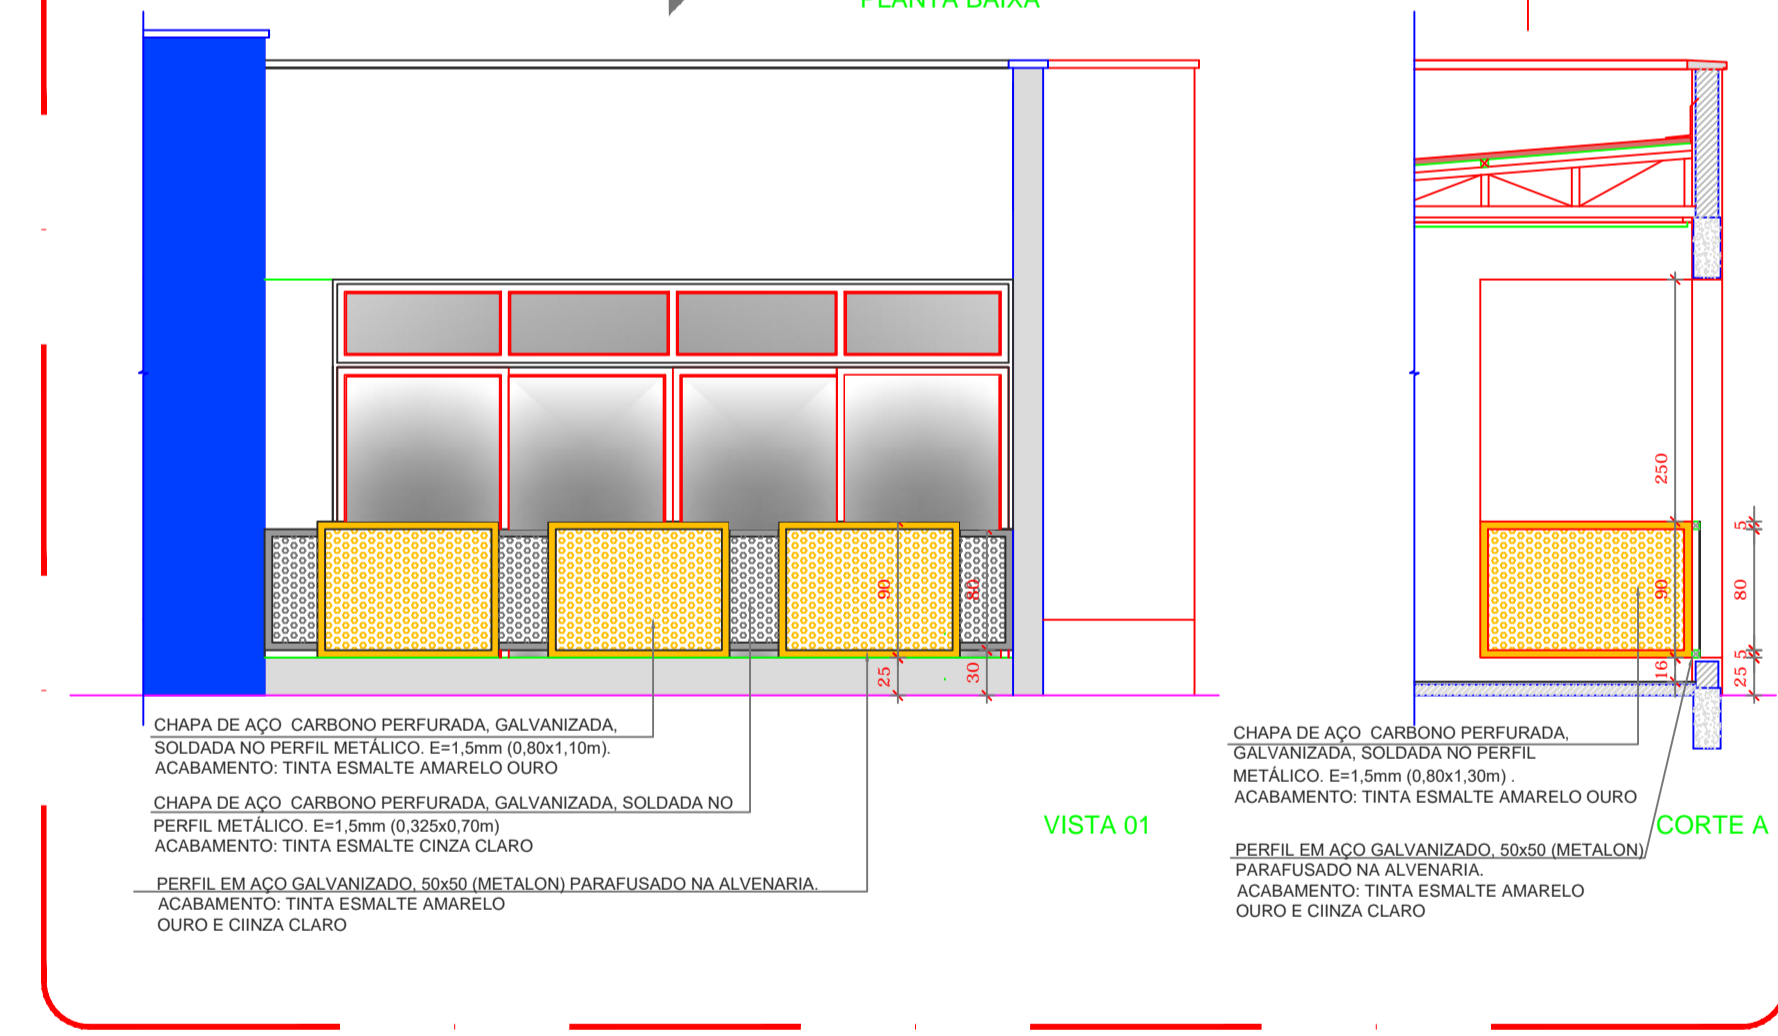 PLANTA BAIXA
250
90
80
90
80
5
5
25
30
16
25
CHAPA DE AÇO CARBONO PERFURADA, GALVANIZADA,
SOLDADA NO PERFIL METÁLICO. E=1,5mm (0,80x1,10m).
ACABAMENTO: TINTA ESMALTE AMARELO OURO
CHAPA DE AÇO CARBONO PERFURADA, GALVANIZADA, SOLDADA NO
PERFIL METÁLICO. E=1,5mm (0,325x0,70m)
ACABAMENTO: TINTA ESMALTE CINZA CLARO
PERFIL EM AÇO GALVANIZADO, 50x50 (METALON) PARAFUSADO NA ALVENARIA.
ACABAMENTO: TINTA ESMALTE AMARELO
OURO E CIINZA CLARO
VISTA 01
CHAPA DE AÇO CARBONO PERFURADA,
GALVANIZADA, SOLDADA NO PERFIL
METÁLICO. E=1,5mm (0,80x1,30m) .
ACABAMENTO: TINTA ESMALTE AMARELO OURO
CORTE A
PERFIL EM AÇO GALVANIZADO, 50x50 (METALON)
PARAFUSADO NA ALVENARIA.
ACABAMENTO: TINTA ESMALTE AMARELO
OURO E CIINZA CLARO